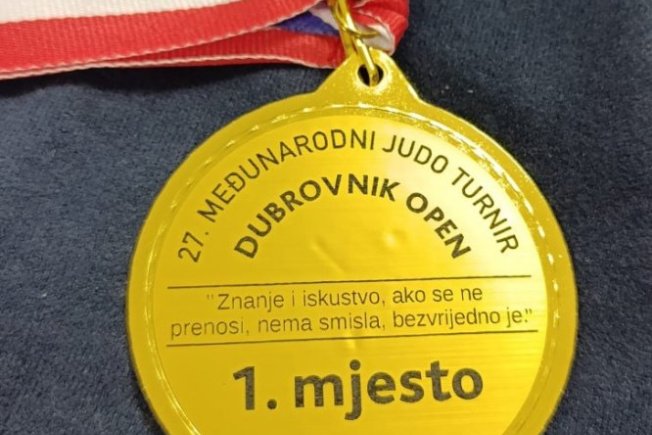 27. MEĐUNARODNI JUDO TURNIR
DUBROVNIK OPEN
"Znanje i iskustvo, ako se ne
prenosi, nema smisla, bezvrijedno je."
1. mjesto